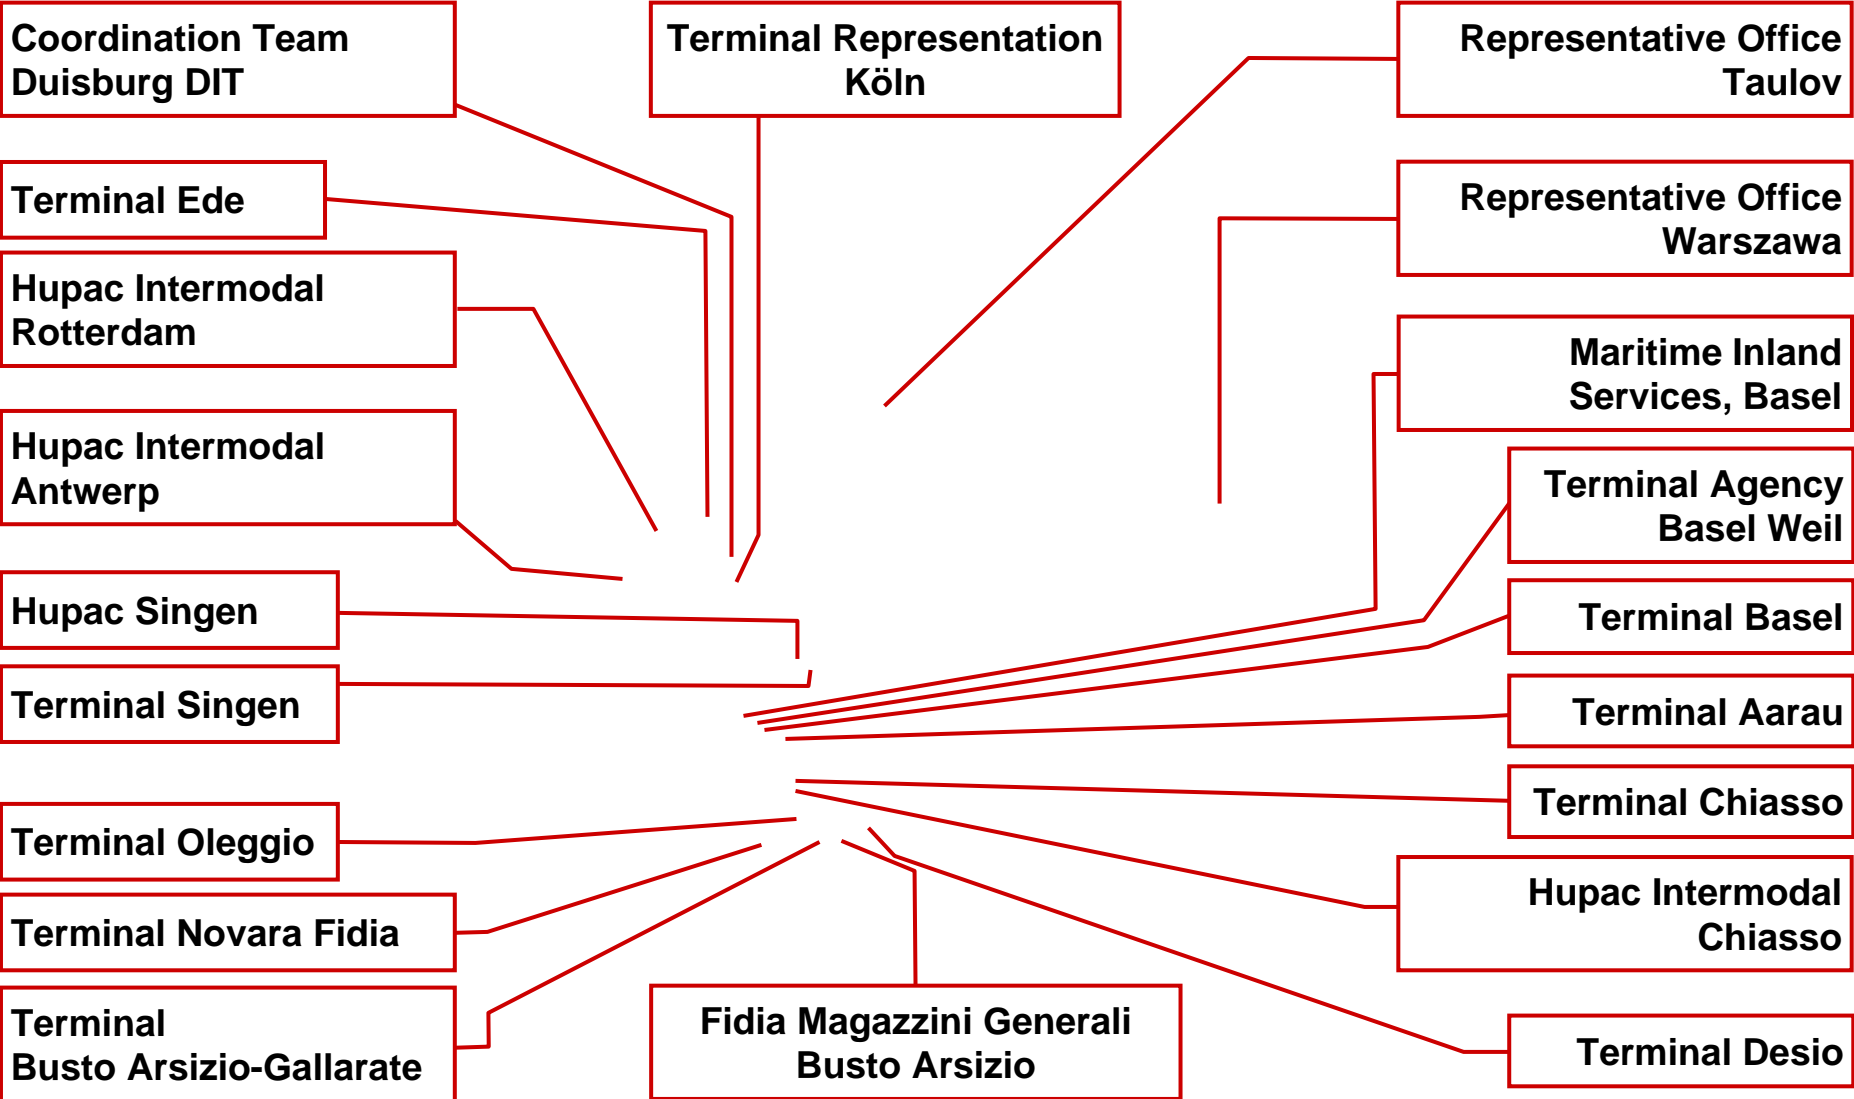 Coordination Team
Duisburg DIT
Terminal Representation
Köln
Representative Office
Taulov
Terminal Ede
Representative Office
Warszawa
Hupac Intermodal
Rotterdam
Maritime Inland
Services, Basel
Hupac Intermodal
Antwerp
Terminal Agency
Basel Weil
Hupac Singen
Terminal Basel
Terminal Singen
Terminal Aarau
Terminal Chiasso
Terminal Oleggio
Hupac Intermodal
Chiasso
Terminal Novara Fidia
Terminal
Busto Arsizio-Gallarate
Fidia Magazzini Generali
Busto Arsizio
Terminal Desio